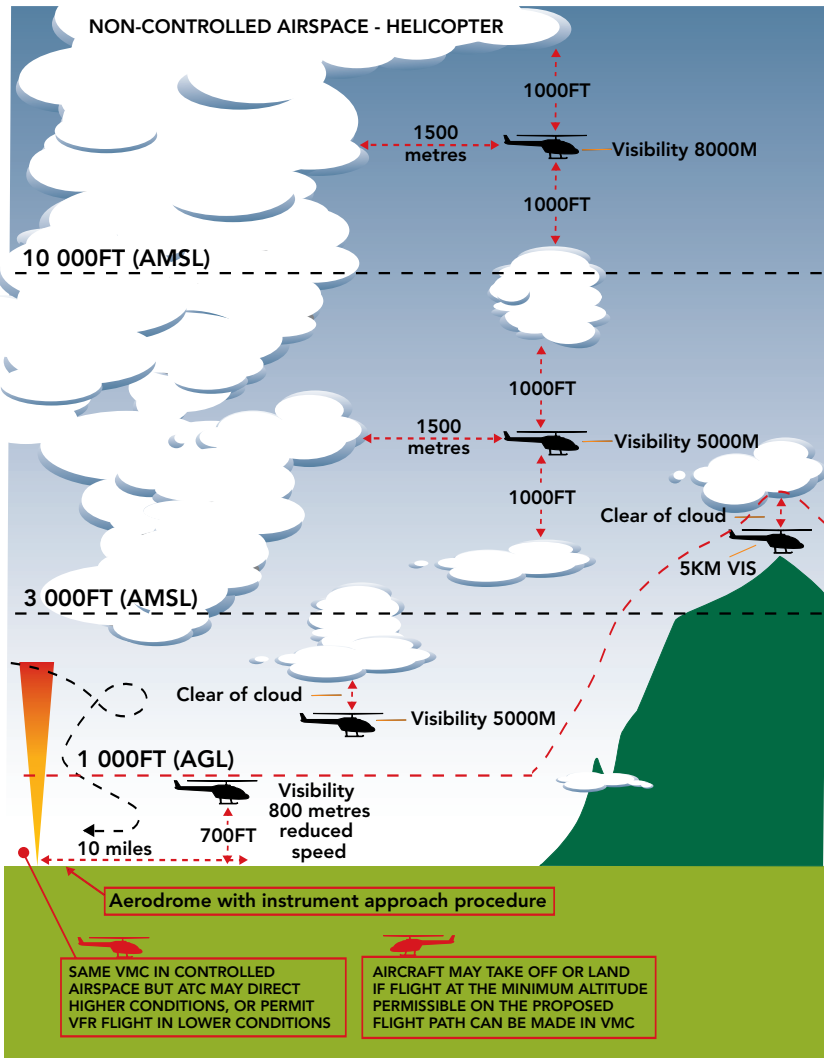 NON-CONTROLLED AIRSPACE - HELICOPTER
1000FT
1500
metres
Visibility 8000M
1000FT
10 000FT (AMSL)
1000FT
1500
metres
Visibility 5000M
1000FT
Clear of cloud
5KM VIS
3 000FT (AMSL)
Clear of cloud
Visibility 5000M
1 000FT (AGL)
Visibility
800 metres
reduced
speed
700FT
10 miles
Aerodrome with instrument approach procedure
SAME VMC IN CONTROLLED
AIRSPACE BUT ATC MAY DIRECT
HIGHER CONDITIONS, OR PERMIT
VFR FLIGHT IN LOWER CONDITIONS
AIRCRAFT MAY TAKE OFF OR LAND
IF FLIGHT AT THE MINIMUM ALTITUDE
PERMISSIBLE ON THE PROPOSED
FLIGHT PATH CAN BE MADE IN VMC